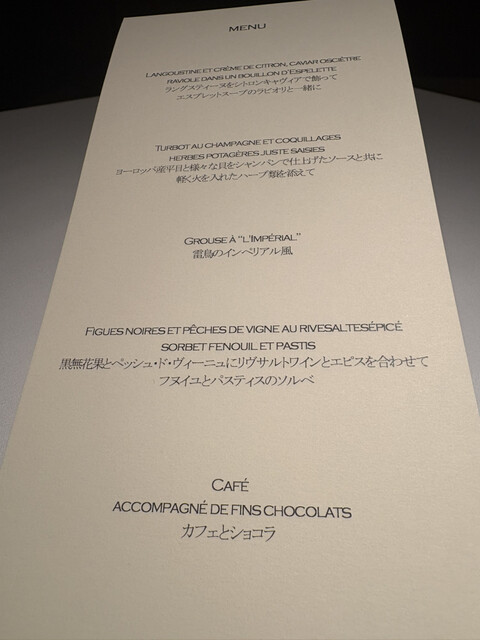 MENU
LANGOUSTINE ET CRÈME DE CITRON, CAVIAR OSCIÈTRE
RAVIOLE DANS UN BOUILLON D'ESPELETTE
ラングスティーヌをシトロンキャヴィアで飾って
エスプレットスープのラビオリと一緒に
TURBOT AU CHAMPAGNE ET COQUILLAGES
HERBES POTAGÈRES JUSTE SAISIES
ヨーロッパ産平目と様々な貝をシャンパンで仕上げたソースと共に
軽く火を入れたハーブ類を添えて
GROUSE À "L'IMPÉRIAL"
雷鳥のインペリアル風
FIGUES NOIRES ET PÊCHES DE VIGNE AU RIVESALTESÉPICÉ
SORBET FENOUIL ET PASTIS
黒無花果とペッシュ・ド・ヴィーニュにリヴサルトワインとエピスを合わせて
フヌイユとパスティスのソルベ
CAFÉ
ACCOMPAGNÉ DE FINS CHOCOLATS
カフェとショコラ